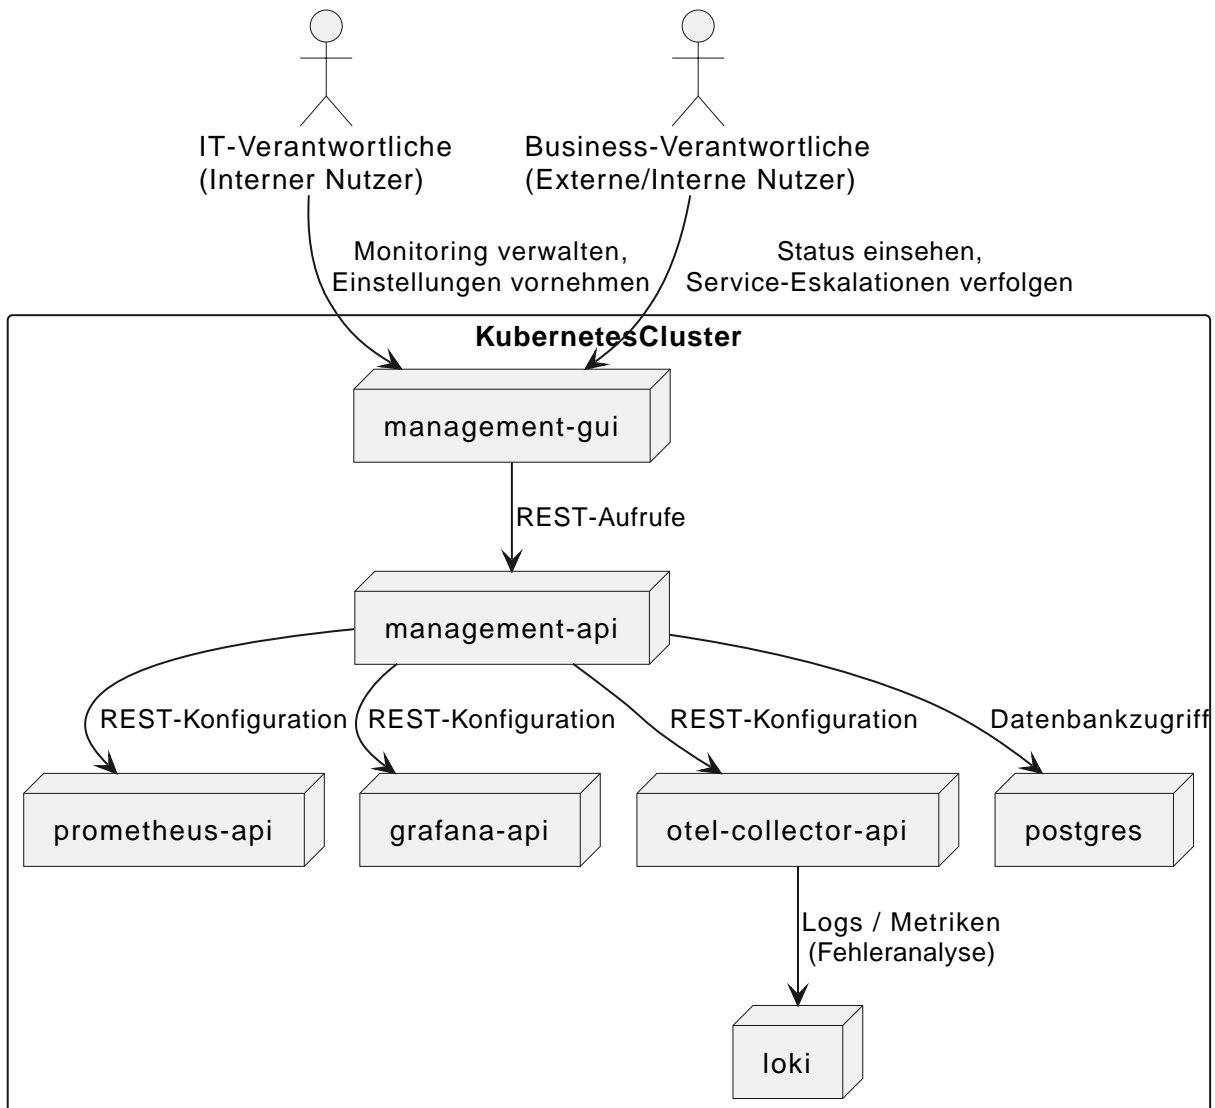 IT-Verantwortliche
(Interner Nutzer)
Business-Verantwortliche
(Externe/Interne Nutzer)
Monitoring verwalten,
Einstellungen vornehmen
Status einsehen,
Service-Eskalationen verfolgen
KubernetesCluster
management-gui
REST-Aufrufe
management-api
REST-Konfiguration
REST-Konfiguration
REST-Konfiguration
Datenbankzugriff
prometheus-api
grafana-api
otel-collector-api
postgres
Logs / Metriken
(Fehleranalyse)
loki